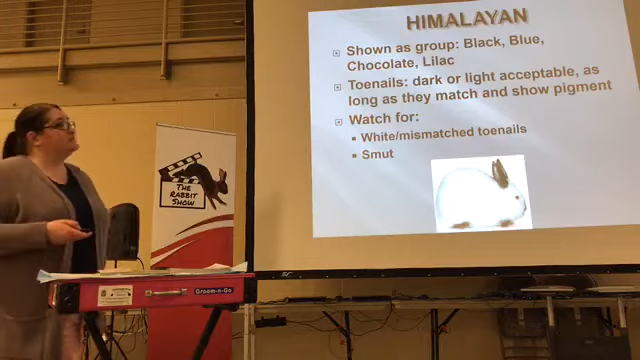 HIMALAYAN
Shown as group: Black, Blue,
Chocolate, Lilac
Toenails: dark or light acceptable, as
long as they match and show pigment
Watch for:
White/mismatched toenails
Smut
THE
RABBIT
SHOW
Groom-n-Go